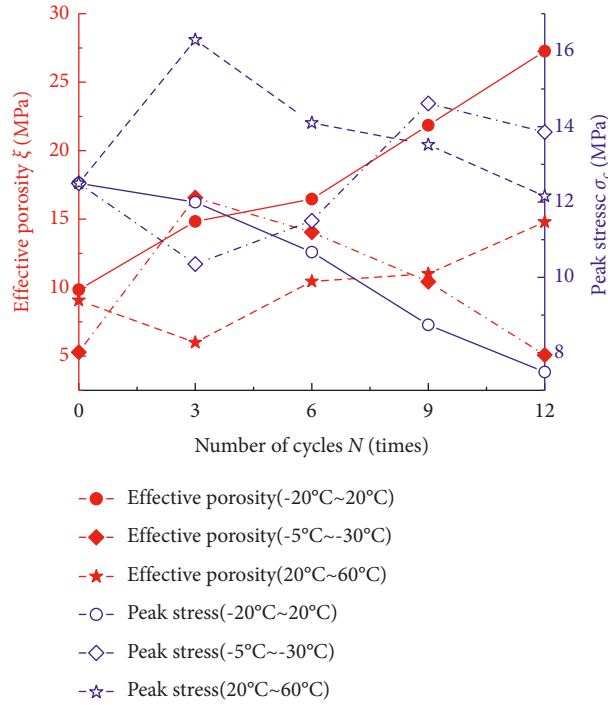 30
25
20
15
10
5
Effective porosity ξ (MPa)
16
14
12
10
8
Peak stressc σc (MPa)
0 3 6 9 12
Number of cycles N (times)
Effective porosity(-20°C~20°C)
Effective porosity(-5°C~-30°C)
Effective porosity(20°C~60°C)
Peak stress(-20°C~20°C)
Peak stress(-5°C~-30°C)
Peak stress(20°C~60°C)